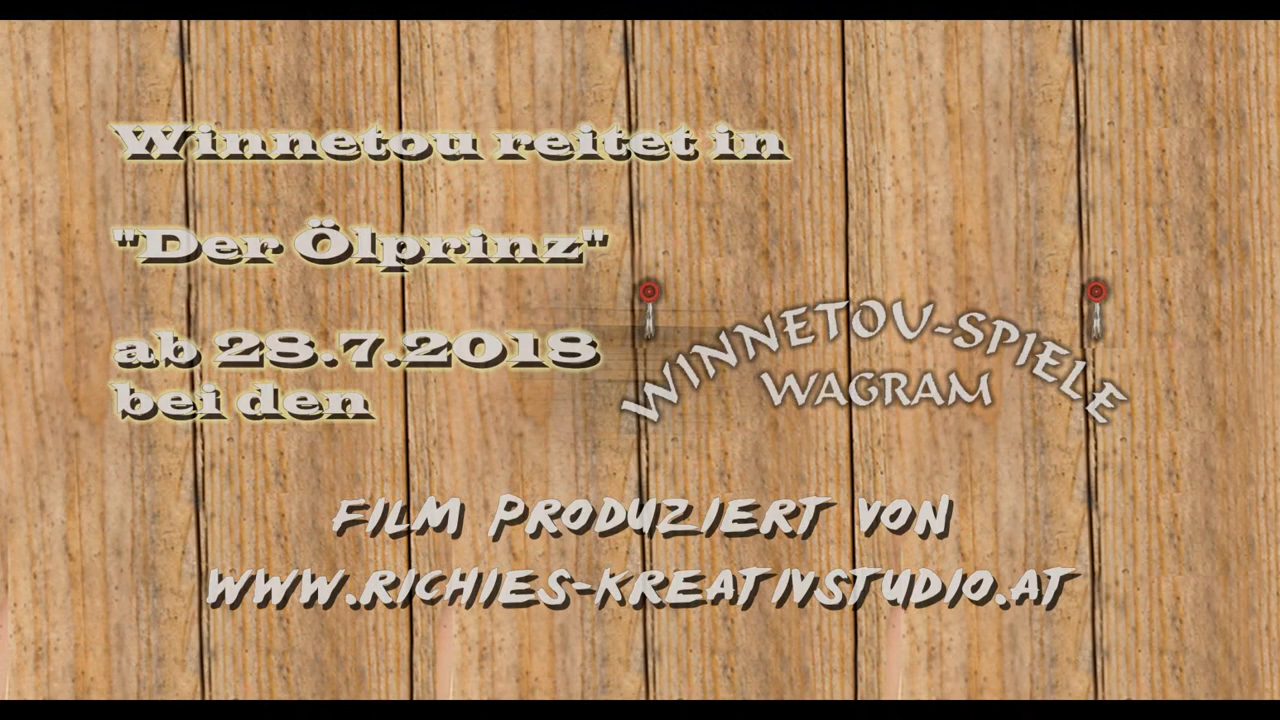 Winnetou reitet in
"Der Ölprinz"
ab 28.7.2018
bei den
WINNETOU-SPIELE
WAGRAM
FILM PRODUZIERT VON
WWW.RICHIES-KREATIVSTUDIO.AT